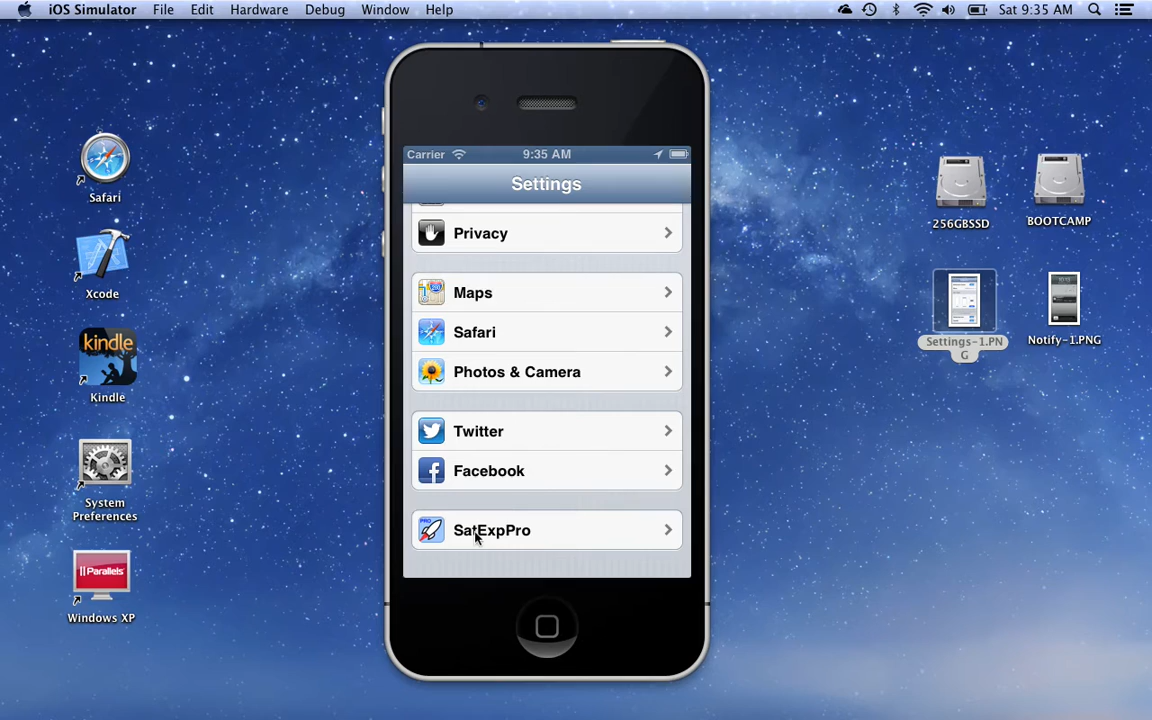 iOS Simulator File Edit Hardware Debug Window Help Sat 9:35 AM
Carrier 9:35 AM
Settings
Privacy
Maps
Safari
Photos & Camera
Twitter
Facebook
PRO
SatExpPro
Safari
Xcode
kindle
Kindle
System
Preferences
Parallels
Windows XP
256GBSSD
BOOTCAMP
Settings-1.PN
G
Notify-1.PNG